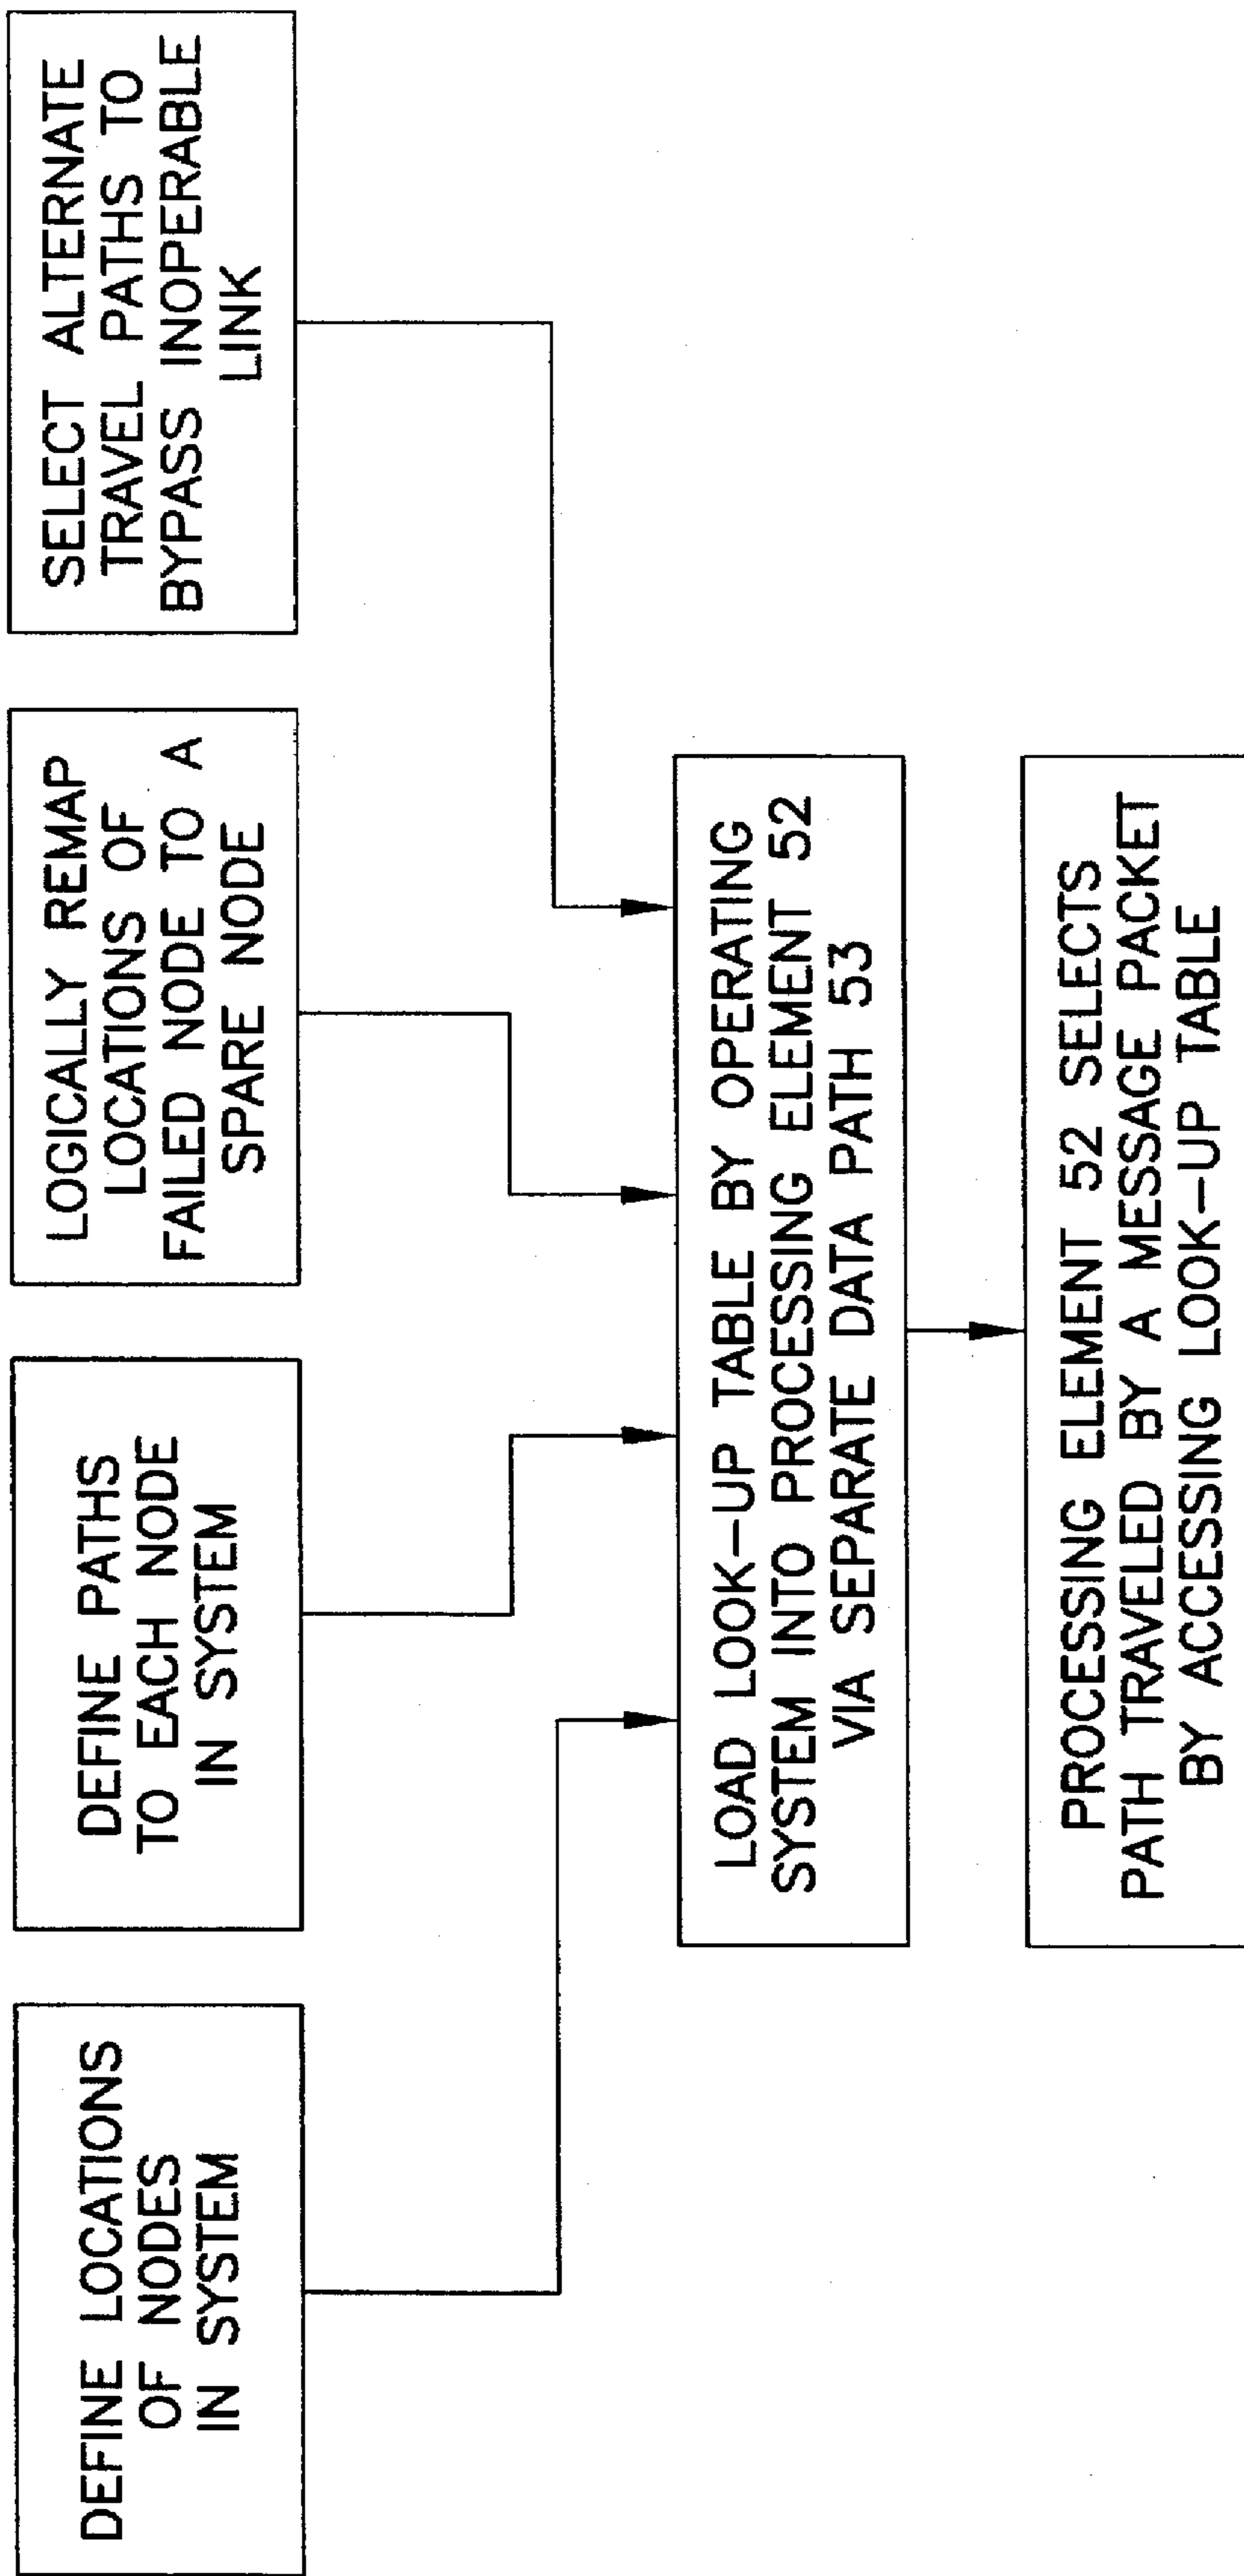 DEFINE LOCATIONS
OF NODES
IN SYSTEM
DEFINE PATHS
TO EACH NODE
IN SYSTEM
LOGICALLY REMAP
LOCATIONS OF
FAILED NODE TO A
SPARE NODE
SELECT ALTERNATE
TRAVEL PATHS TO
BYPASS INOPERABLE
LINK
LOAD LOOK-UP TABLE BY OPERATING
SYSTEM INTO PROCESSING ELEMENT 52
VIA SEPARATE DATA PATH 53
PROCESSING ELEMENT 52 SELECTS
PATH TRAVELED BY A MESSAGE PACKET
BY ACCESSING LOOK-UP TABLE